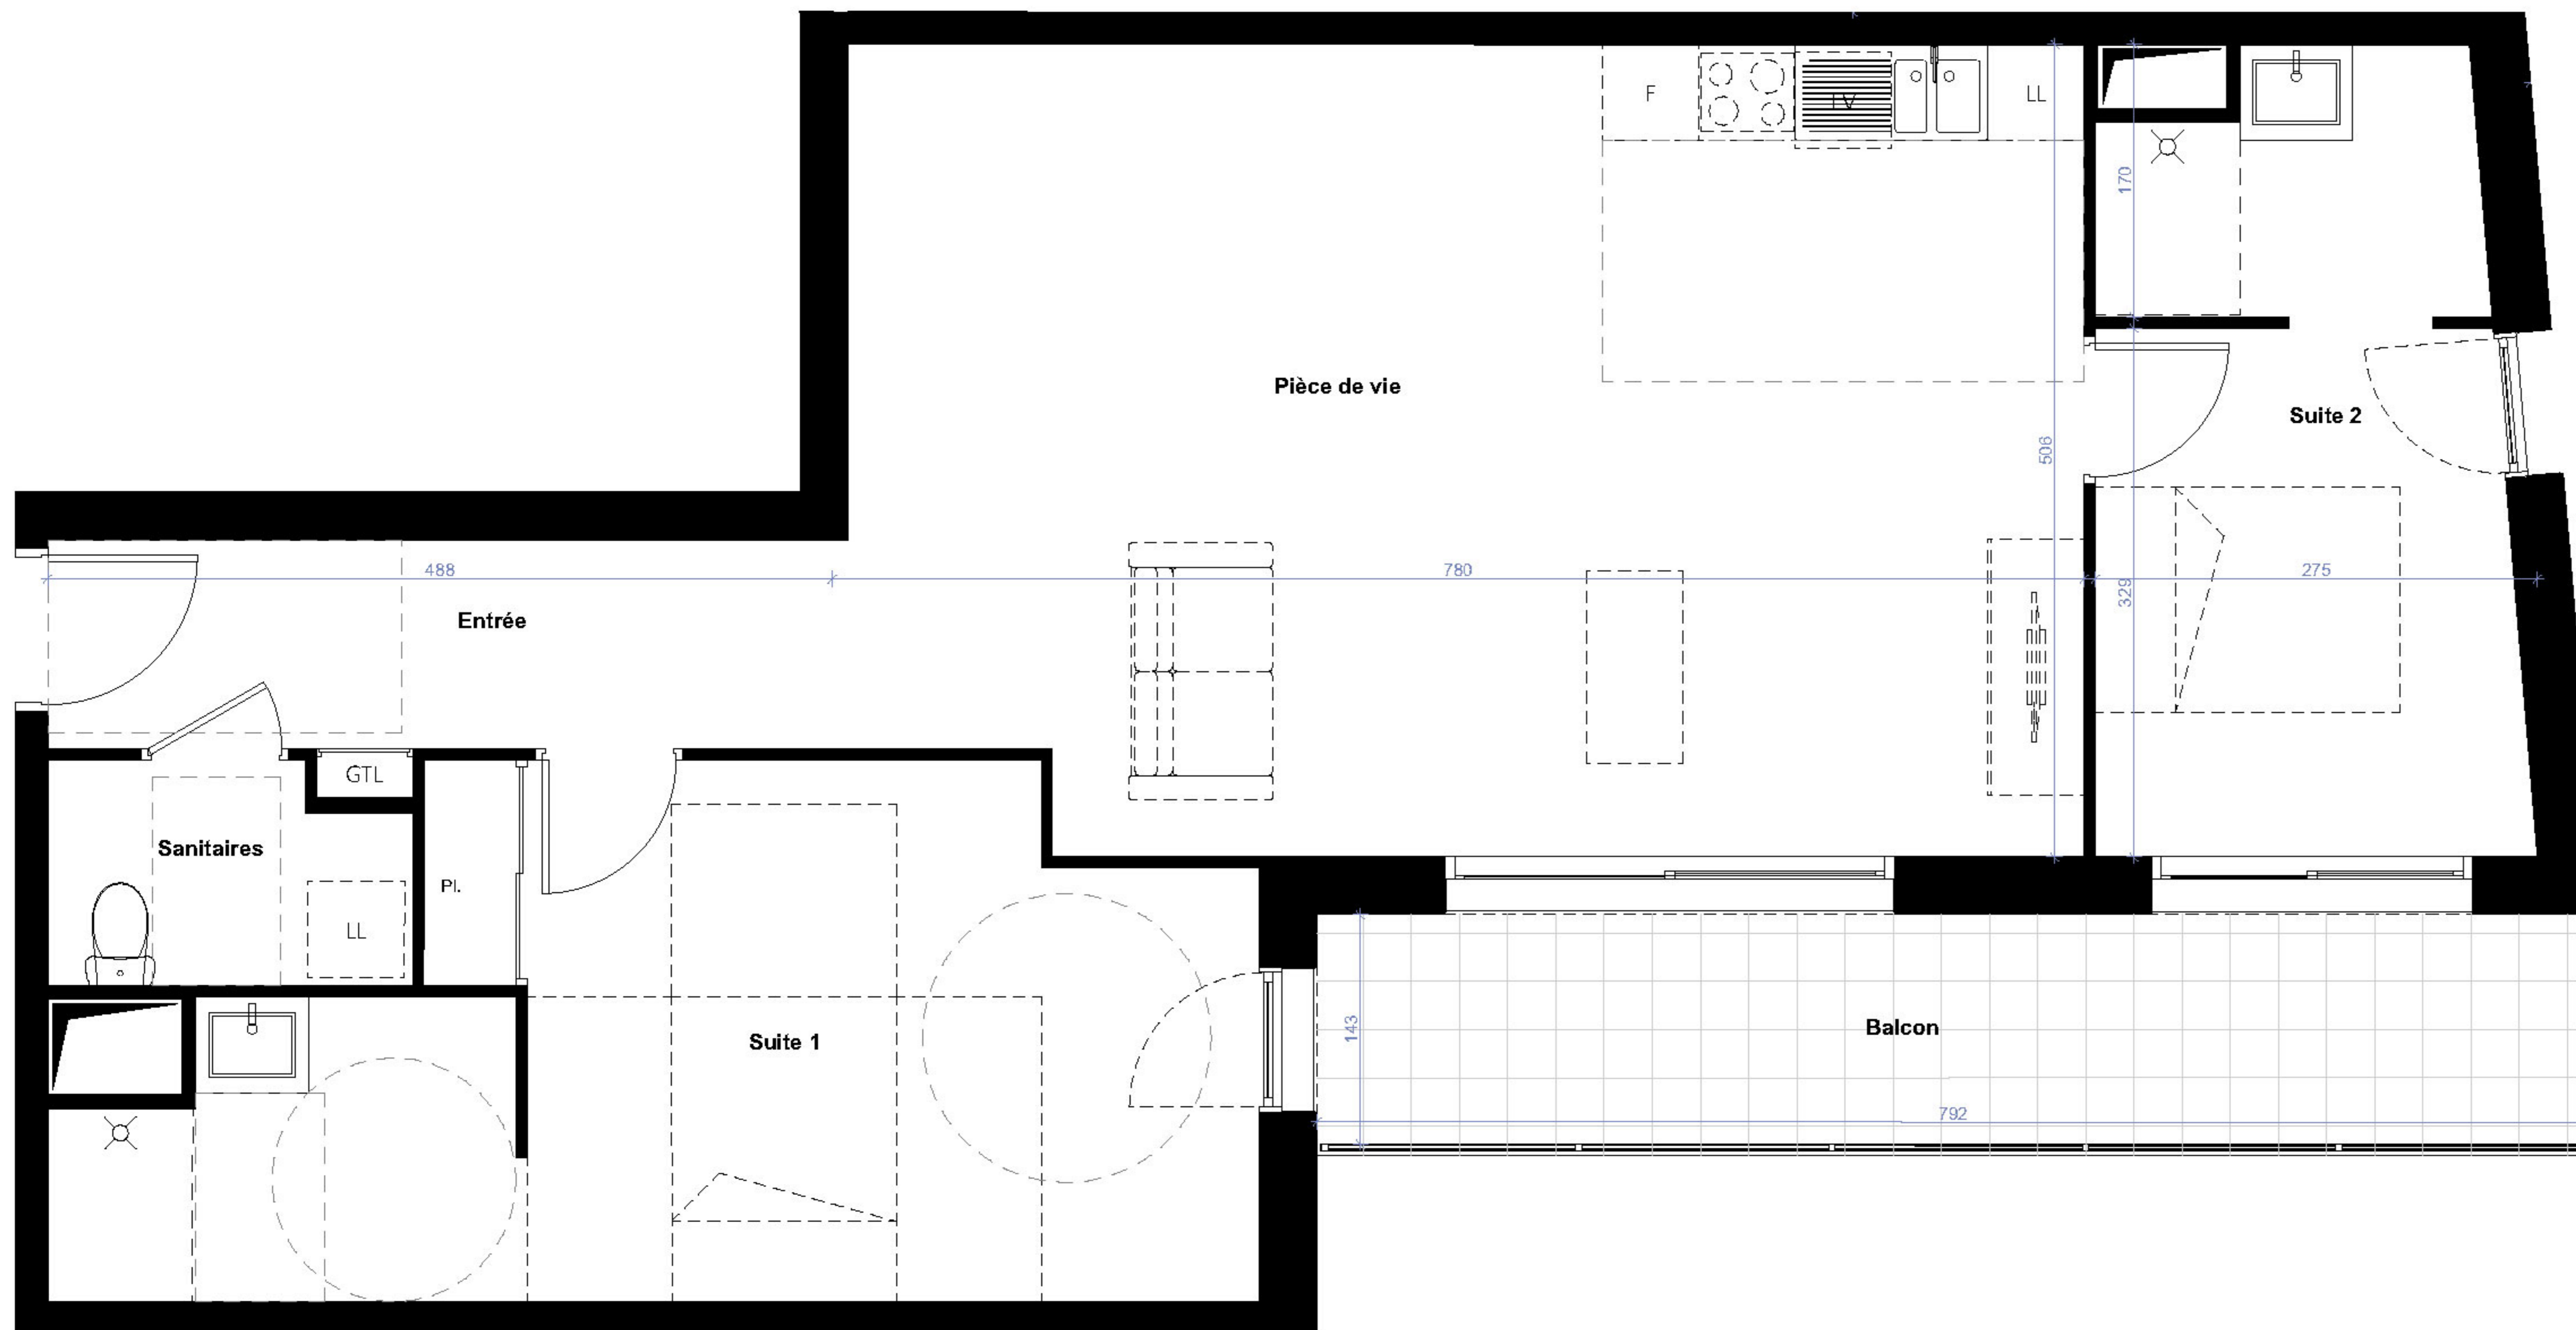 F
LV
LL
170
Pièce de vie
Suite 2
506
488
780
275
329
Entrée
GTL
Sanitaires
Pl.
LL
Suite 1
143
Balcon
792